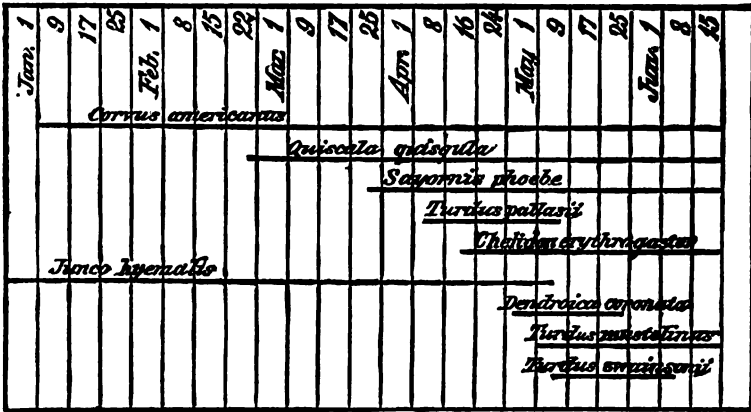 Jan. 1 9 17 25 Feb. 1 8 15 22 Mar. 1 9 17 25 Apr. 1 8 16 24 May 1 9 17 25 Jun. 1 8 15
Corvus americanus
Quiscala quisqula
Sayornis phoebe
Turdus pallasii
Chelidon erythrogaster
Junco hyemalis
Dendroica coronata
Turdus mustelinas
Turdus swainsonii